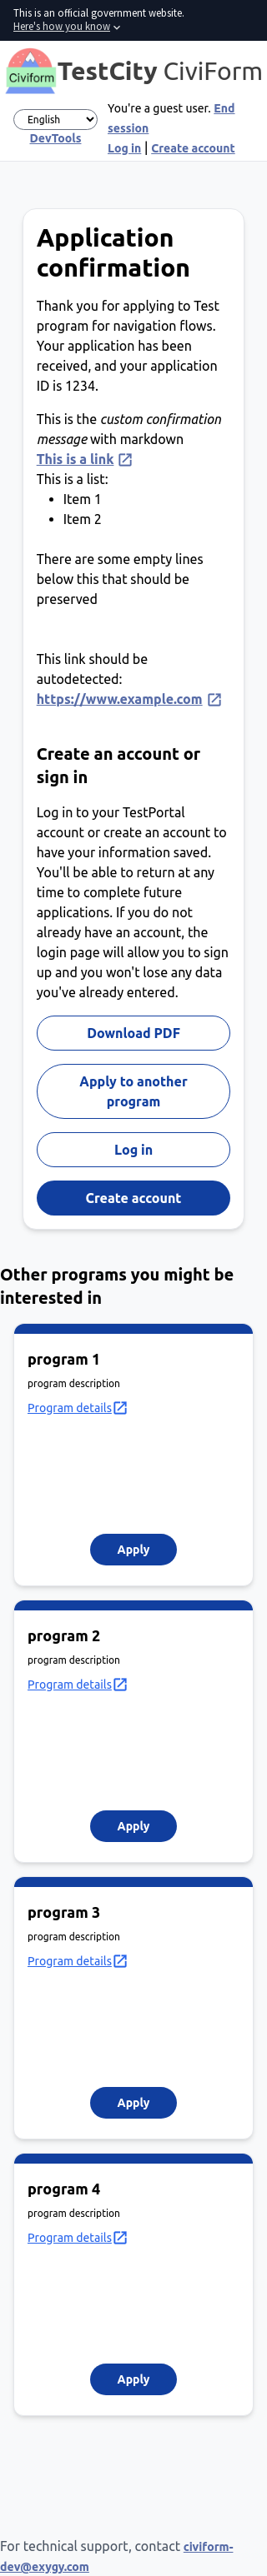 This is an official government website.
Here's how you know
Civiform
TestCity CiviForm
English
DevTools
You're a guest user. End
session
Log in | Create account
Application
confirmation
Thank you for applying to Test
program for navigation flows.
Your application has been
received, and your application
ID is 1234.
This is the custom confirmation
message with markdown
This is a link
This is a list:
• Item 1
• Item 2
There are some empty lines
below this that should be
preserved
This link should be
autodetected:
https://www.example.com
Create an account or
sign in
Log in to your TestPortal
account or create an account to
have your information saved.
You'll be able to return at any
time to complete future
applications. If you do not
already have an account, the
login page will allow you to sign
up and you won't lose any data
you've already entered.
Download PDF
Apply to another
program
Log in
Create account
Other programs you might be
interested in
program 1
program description
Program details
Apply
program 2
program description
Program details
Apply
program 3
program description
Program details
Apply
program 4
program description
Program details
Apply
For technical support, contact civiform-
dev@exygy.com